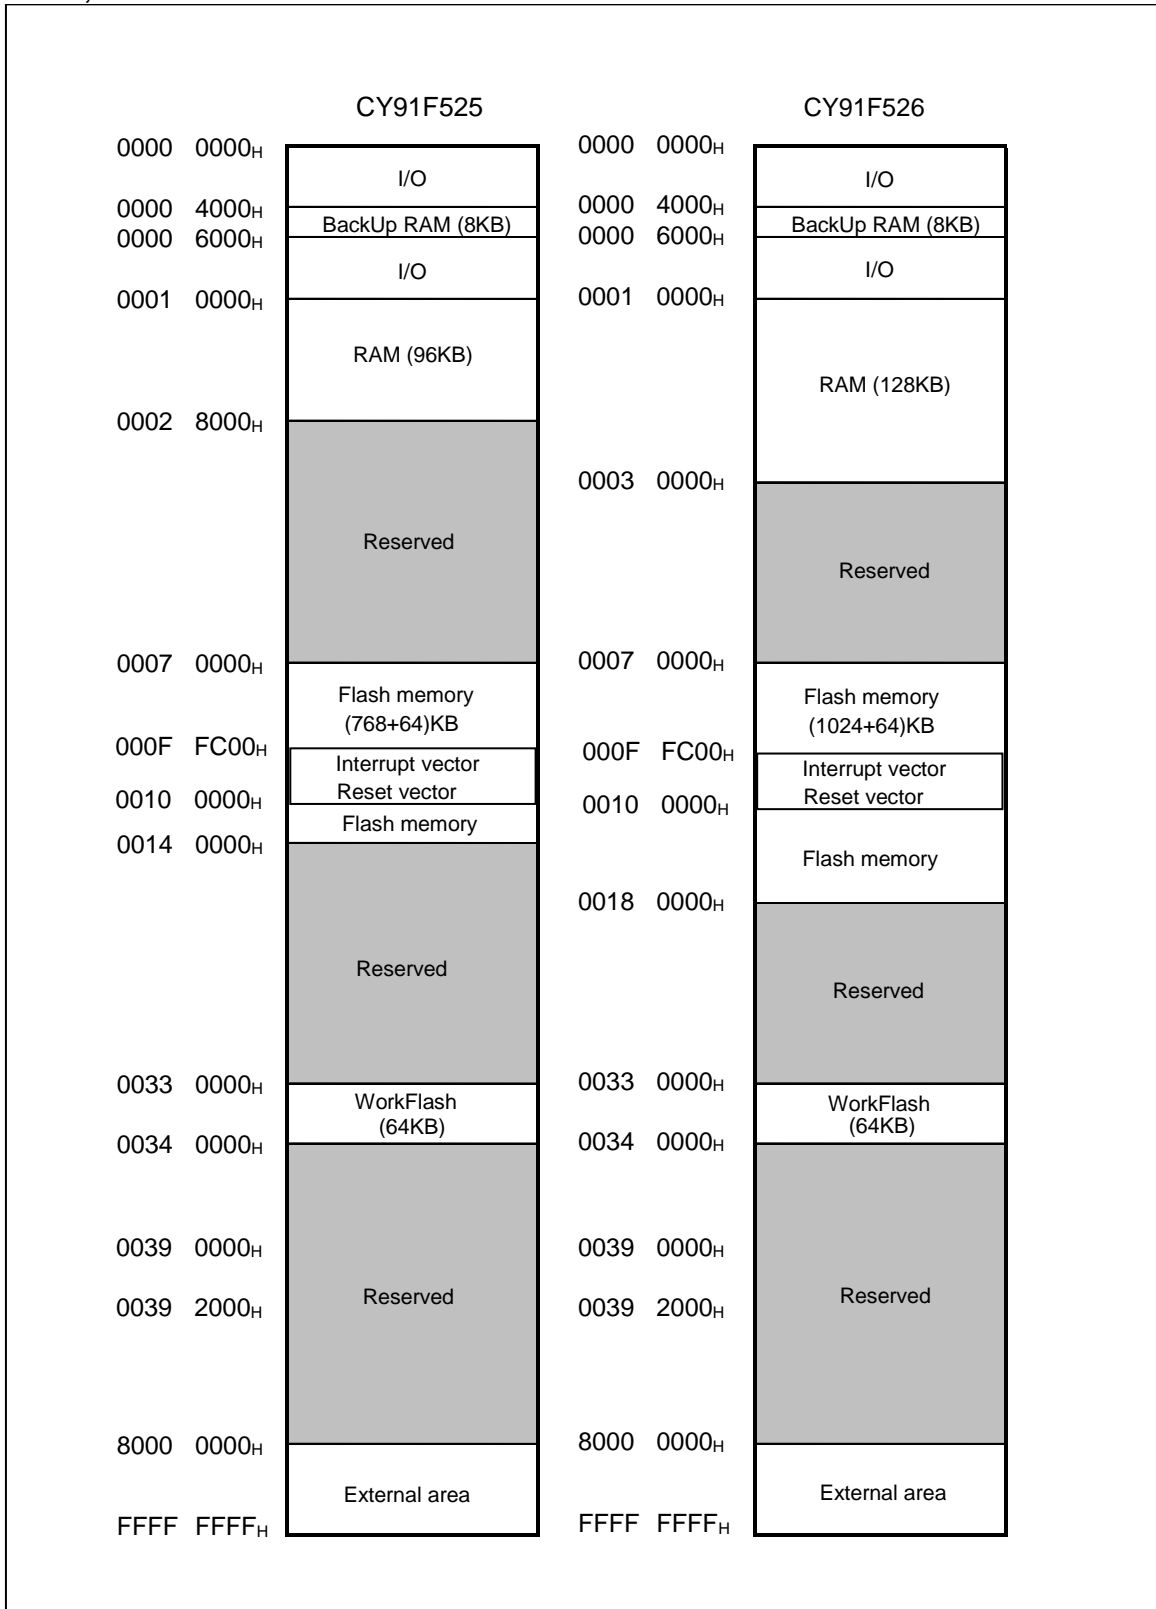 CY91F525
0000 0000H
I/O
0000 4000H
BackUp RAM (8KB)
0000 6000H
I/O
0001 0000H
RAM (96KB)
0002 8000H
Reserved
0007 0000H
Flash memory
(768+64)KB
000F FC00H
Interrupt vector
Reset vector
0010 0000H
Flash memory
0014 0000H
Reserved
0033 0000H
WorkFlash
(64KB)
0034 0000H
0039 0000H
Reserved
0039 2000H
8000 0000H
External area
FFFF FFFFH
CY91F526
0000 0000H
I/O
0000 4000H
BackUp RAM (8KB)
0000 6000H
I/O
0001 0000H
RAM (128KB)
0003 0000H
Reserved
0007 0000H
Flash memory
(1024+64)KB
000F FC00H
Interrupt vector
Reset vector
0010 0000H
Flash memory
0018 0000H
Reserved
0033 0000H
WorkFlash
(64KB)
0034 0000H
0039 0000H
Reserved
0039 2000H
8000 0000H
External area
FFFF FFFFH